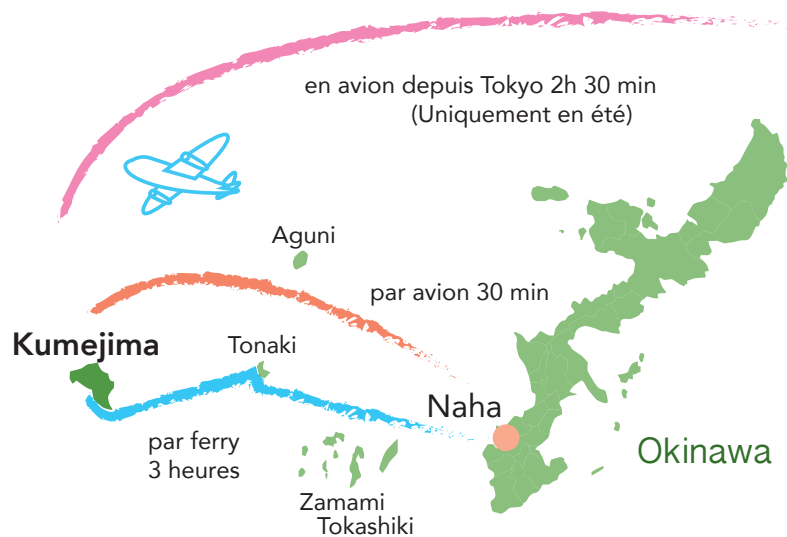 en avion depuis Tokyo 2h 30 min
(Uniquement en été)
Aguni
par avion 30 min
Kumejima
Tonaki
Naha
par ferry
3 heures
Okinawa
Zamami
Tokashiki